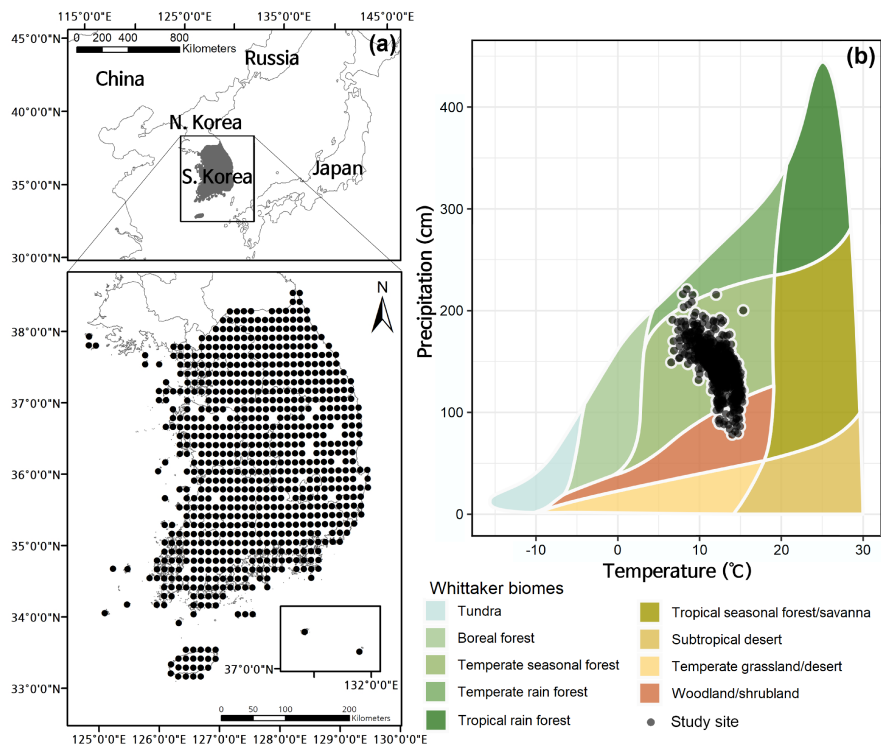 115°0'0"E 125°0'0"E 135°0'0"E 145°0'0"E
45°0'0"N
40°0'0"N
35°0'0"N
30°0'0"N
0 200 400 800
Kilometers
(a)
Russia
China
N. Korea
S. Korea
Japan
N
38°0'0"N
37°0'0"N
36°0'0"N
35°0'0"N
34°0'0"N
33°0'0"N
37°0'0"N
132°0'0"E
0 50 100 200
Kilometers
125°0'0"E 126°0'0"E 127°0'0"E 128°0'0"E 129°0'0"E 130°0'0"E
(b)
Precipitation (cm)
400
300
200
100
0
-10 0 10 20 30
Temperature (℃)
Whittaker biomes
Tundra
Boreal forest
Temperate seasonal forest
Temperate rain forest
Tropical rain forest
Tropical seasonal forest/savanna
Subtropical desert
Temperate grassland/desert
Woodland/shrubland
Study site